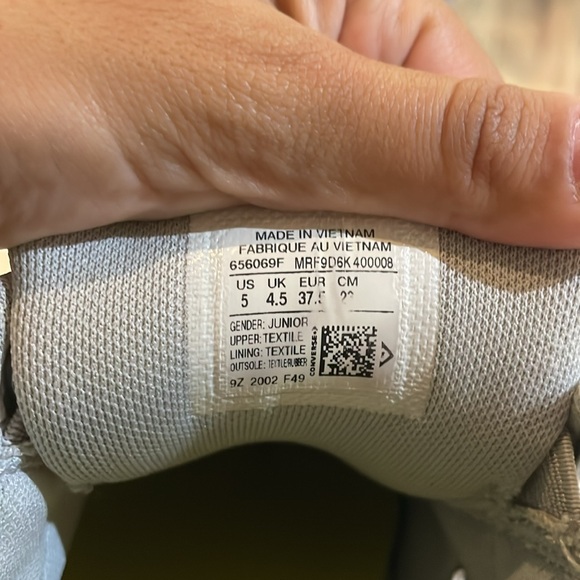 MADE IN VIETNAM
FABRIQUE AU VIETNAM
656069F MRF9D6K400008
US UK EUR CM
5 4.5 37.5
GENDER: JUNIOR
UPPER: TEXTILE
LINING: TEXTILE
OUTSOLE: TEXTILE/RUBBER
CONVERSE
9Z 2002 F49